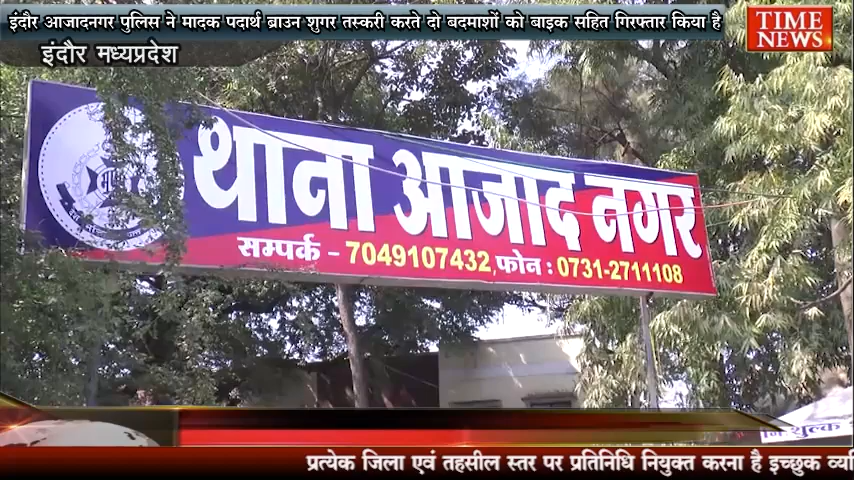 इंदौर आजादनगर पुलिस ने मादक पदार्थ ब्राउन शुगर तस्करी करते दो बदमाशों को बाइक सहित गिरफ्तार किया है
TIME
NEWS
इंदौर मध्यप्रदेश
थाना आजाद नगर
सम्पर्क - 7049107432, फोन : 0731-2711108
शुल्क
प्रत्येक जिला एवं तहसील स्तर पर प्रतिनिधि नियुक्त करना है इच्छुक